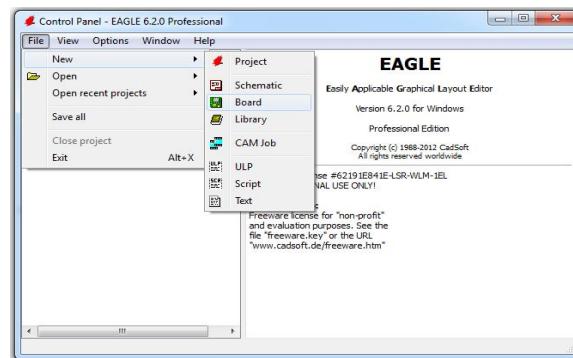 Control Panel - EAGLE 6.2.0 Professional
File View Options Window Help
New
Open
Open recent projects
Save all
Close project
Exit Alt+X
Project
Schematic
Board
Library
CAM Job
ULP
Script
Text
EAGLE
Easily Applicable Graphical Layout Editor
Version 6.2.0 for Windows
Professional Edition
Copyright (c) 1988-2012 CadSoft
All rights reserved worldwide
#62191E841E-LSR-WLM-1EL
USE ONLY!
Freeware license for "non-profit"
and evaluation purposes. See the
file "freeware.key" or the URL
"www.cadsoft.de/freeware.htm"